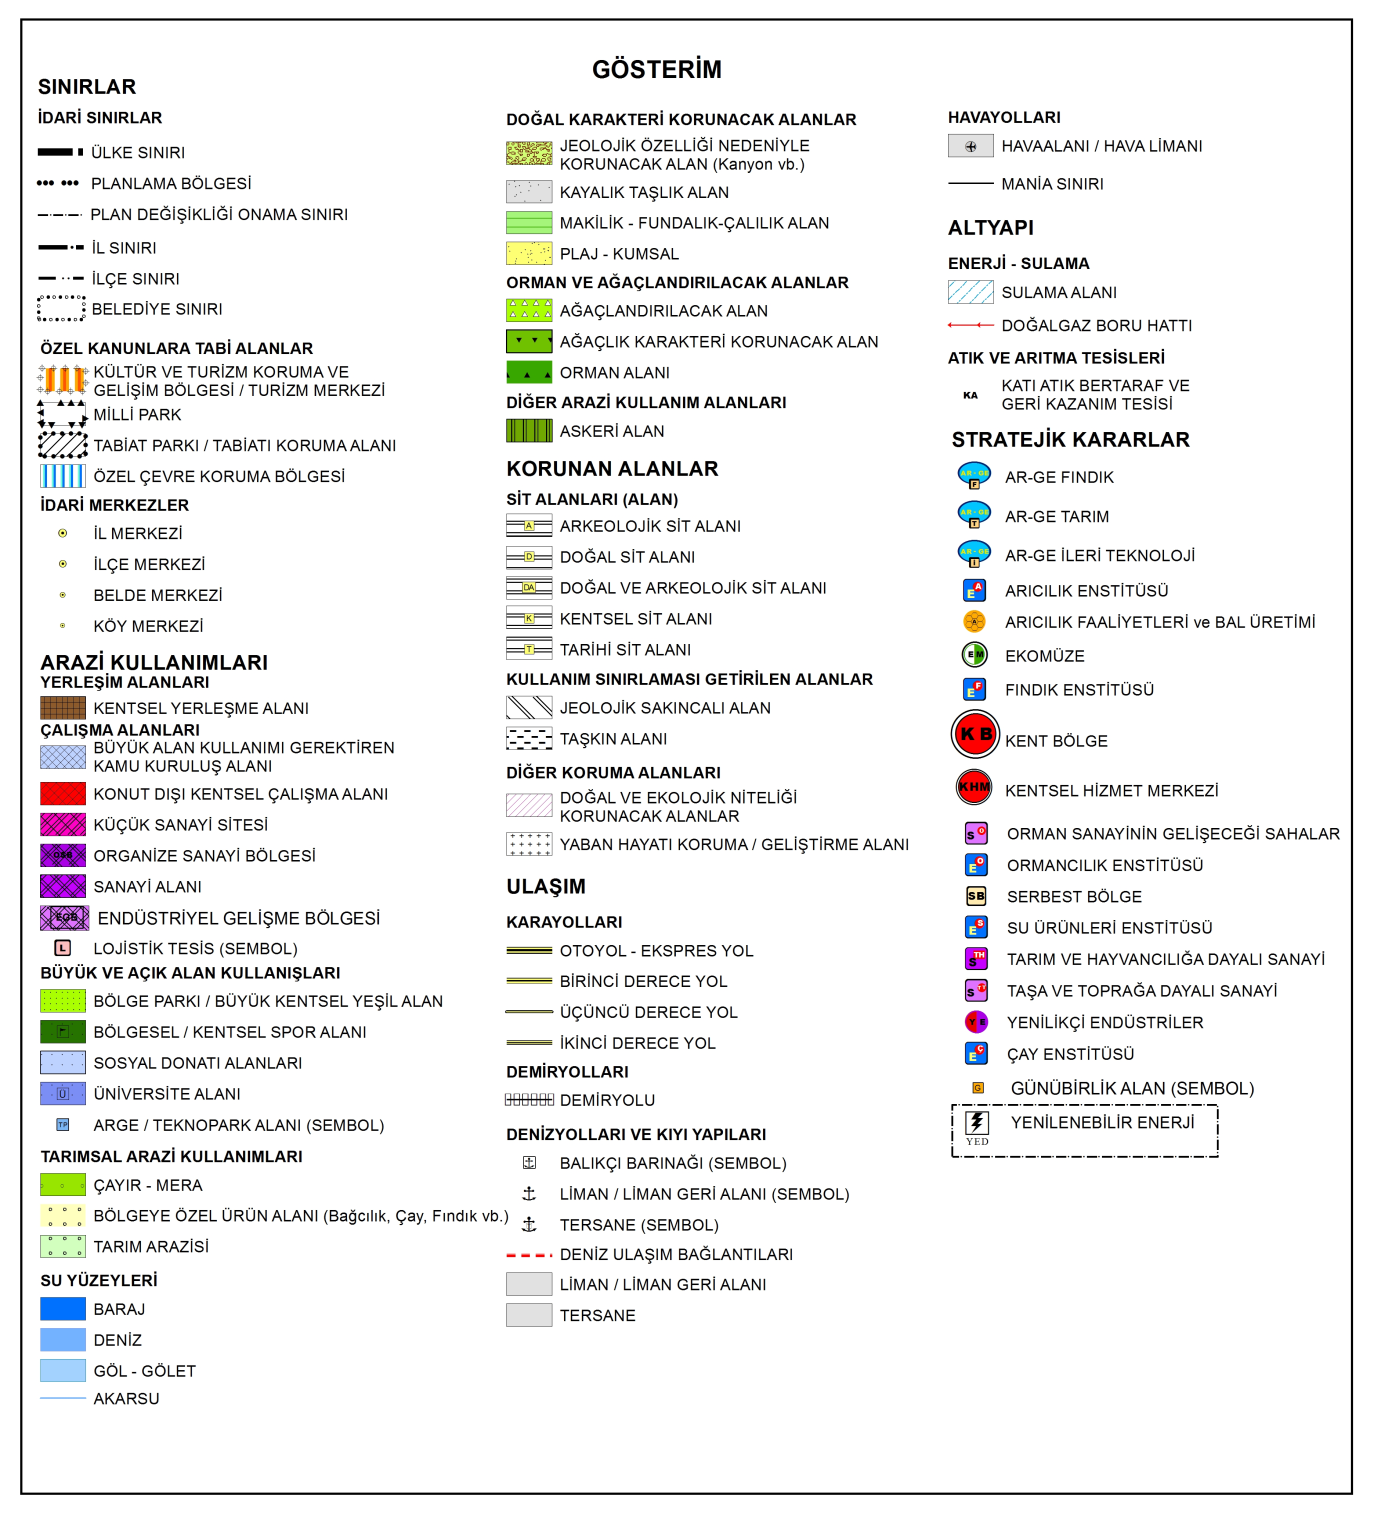 GÖSTERİM
SINIRLAR
İDARİ SINIRLAR
ÜLKE SINIRI
PLANLAMA BÖLGESİ
PLAN DEĞİŞİKLİĞİ ONAMA SINIRI
İL SINIRI
İLÇE SINIRI
BELEDİYE SINIRI
ÖZEL KANUNLARA TABİ ALANLAR
KÜLTÜR VE TURİZM KORUMA VE
GELİŞİM BÖLGESİ / TURİZM MERKEZİ
MİLLİ PARK
TABİAT PARKI / TABİATI KORUMA ALANI
ÖZEL ÇEVRE KORUMA BÖLGESİ
İDARİ MERKEZLER
İL MERKEZİ
İLÇE MERKEZİ
BELDE MERKEZİ
KÖY MERKEZİ
ARAZİ KULLANIMLARI
YERLEŞİM ALANLARI
KENTSEL YERLEŞME ALANI
ÇALIŞMA ALANLARI
BÜYÜK ALAN KULLANIMI GEREKTİREN
KAMU KURULUŞ ALANI
KONUT DIŞI KENTSEL ÇALIŞMA ALANI
KÜÇÜK SANAYİ SİTESİ
OSB ORGANİZE SANAYİ BÖLGESİ
SANAYİ ALANI
EGB ENDÜSTRİYEL GELİŞME BÖLGESİ
L LOJİSTİK TESİS (SEMBOL)
BÜYÜK VE AÇIK ALAN KULLANIŞLARI
BÖLGE PARKI / BÜYÜK KENTSEL YEŞİL ALAN
BÖLGESEL / KENTSEL SPOR ALANI
SOSYAL DONATI ALANLARI
Ü ÜNİVERSİTE ALANI
TP ARGE / TEKNOPARK ALANI (SEMBOL)
TARIMSAL ARAZİ KULLANIMLARI
ÇAYIR - MERA
BÖLGEYE ÖZEL ÜRÜN ALANI (Bağcılık, Çay, Fındık vb.)
TARIM ARAZİSİ
SU YÜZEYLERİ
BARAJ
DENİZ
GÖL - GÖLET
AKARSU
DOĞAL KARAKTERİ KORUNACAK ALANLAR
JEOLOJİK ÖZELLİĞİ NEDENİYLE
KORUNACAK ALAN (Kanyon vb.)
KAYALIK TAŞLIK ALAN
MAKİLİK - FUNDALIK-ÇALILIK ALAN
PLAJ - KUMSAL
ORMAN VE AĞAÇLANDIRILACAK ALANLAR
AĞAÇLANDIRILACAK ALAN
AĞAÇLIK KARAKTERİ KORUNACAK ALAN
ORMAN ALANI
DİĞER ARAZİ KULLANIM ALANLARI
ASKERİ ALAN
KORUNAN ALANLAR
SİT ALANLARI (ALAN)
A ARKEOLOJİK SİT ALANI
D DOĞAL SİT ALANI
DA DOĞAL VE ARKEOLOJİK SİT ALANI
K KENTSEL SİT ALANI
T TARİHİ SİT ALANI
KULLANIM SINIRLAMASI GETİRİLEN ALANLAR
JEOLOJİK SAKINCALI ALAN
TAŞKIN ALANI
DİĞER KORUMA ALANLARI
DOĞAL VE EKOLOJİK NİTELİĞİ
KORUNACAK ALANLAR
YABAN HAYATI KORUMA / GELİŞTİRME ALANI
ULAŞIM
KARAYOLLARI
OTOYOL - EKSPRES YOL
BİRİNCİ DERECE YOL
ÜÇÜNCÜ DERECE YOL
İKİNCİ DERECE YOL
DEMİRYOLLARI
DEMİRYOLU
DENİZYOLLARI VE KIYI YAPILARI
BALIKÇI BARINAĞI (SEMBOL)
LİMAN / LİMAN GERİ ALANI (SEMBOL)
TERSANE (SEMBOL)
DENİZ ULAŞIM BAĞLANTILARI
LİMAN / LİMAN GERİ ALANI
TERSANE
HAVAYOLLARI
HAVAALANI / HAVA LİMANI
MANİA SINIRI
ALTYAPI
ENERJİ - SULAMA
SULAMA ALANI
DOĞALGAZ BORU HATTI
ATIK VE ARITMA TESİSLERİ
KA KATI ATIK BERTARAF VE
GERİ KAZANIM TESİSİ
STRATEJİK KARARLAR
AR-GE F AR-GE FINDIK
AR-GE T AR-GE TARIM
AR-GE I AR-GE İLERİ TEKNOLOJİ
E A ARICILIK ENSTİTÜSÜ
A ARICILIK FAALİYETLERİ ve BAL ÜRETİMİ
EM EKOMÜZE
E F FINDIK ENSTİTÜSÜ
KB KENT BÖLGE
KHM KENTSEL HİZMET MERKEZİ
S O ORMAN SANAYİNİN GELİŞECEĞİ SAHALAR
E O ORMANCILIK ENSTİTÜSÜ
SB SERBEST BÖLGE
E S SU ÜRÜNLERİ ENSTİTÜSÜ
S TH TARIM VE HAYVANCILIĞA DAYALI SANAYİ
S TT TAŞA VE TOPRAĞA DAYALI SANAYİ
YB YENİLİKÇİ ENDÜSTRİLER
E Ç ÇAY ENSTİTÜSÜ
G GÜNÜBİRLİK ALAN (SEMBOL)
YENİLENEBİLİR ENERJİ
YED